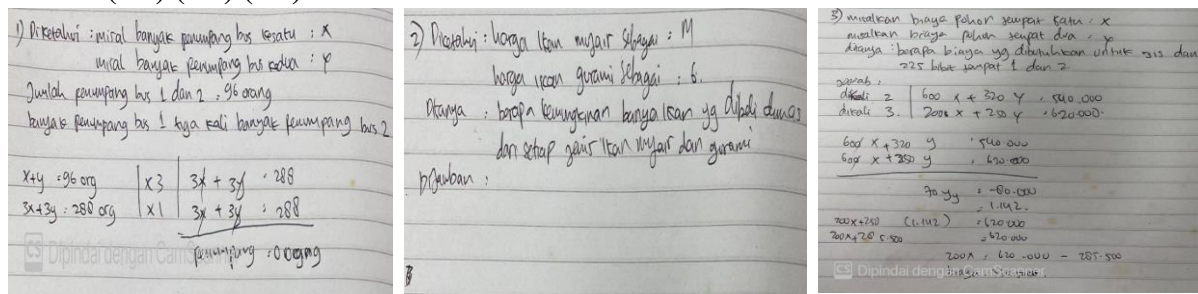 1) Diketahui : misal banyak penumpang bus kesatu : x
misal banyak penumpang bus kedua : y
Jumlah penumpang bus 1 dan 2 : 96 orang
banyak penumpang bus 1 tiga kali banyak penumpang bus 2
x+y = 96 org | x3 | 3x + 3y : 288
3x+3y : 288 org | x1 | 3x + 3y : 288
penumpang : 0 orang
CS Dipindai dengan CamScanner
2) Diketahui : harga ikan mujair sebagai : M
harga ikan gurami sebagai : G.
Ditanya : berapa kemungkinan banyak ikan yg dibeli
dari setiap jenis ikan mujair dan gurami
Jawaban :
3) misalkan biaya pohon tempat satu : x
misalkan biaya pohon tempat dua : y
ditanya : berapa biaya yg dibutuhkan untuk 315 dan
225 bibit tempat 1 dan 2
jawab :
dikali 2 | 600 x + 320 y . 540.000
dikali 3. | 200x + 250 y . 620.000.
600 x + 320 y . 540.000
600 x + 350 y . 620.000
70 y = -80.000
= 1.142.
200x+250 (1.142) = 620.000
200x+285.500 = 620.000
200x = 620.000 - 285.500
CS Dipindai dengan CamScanner